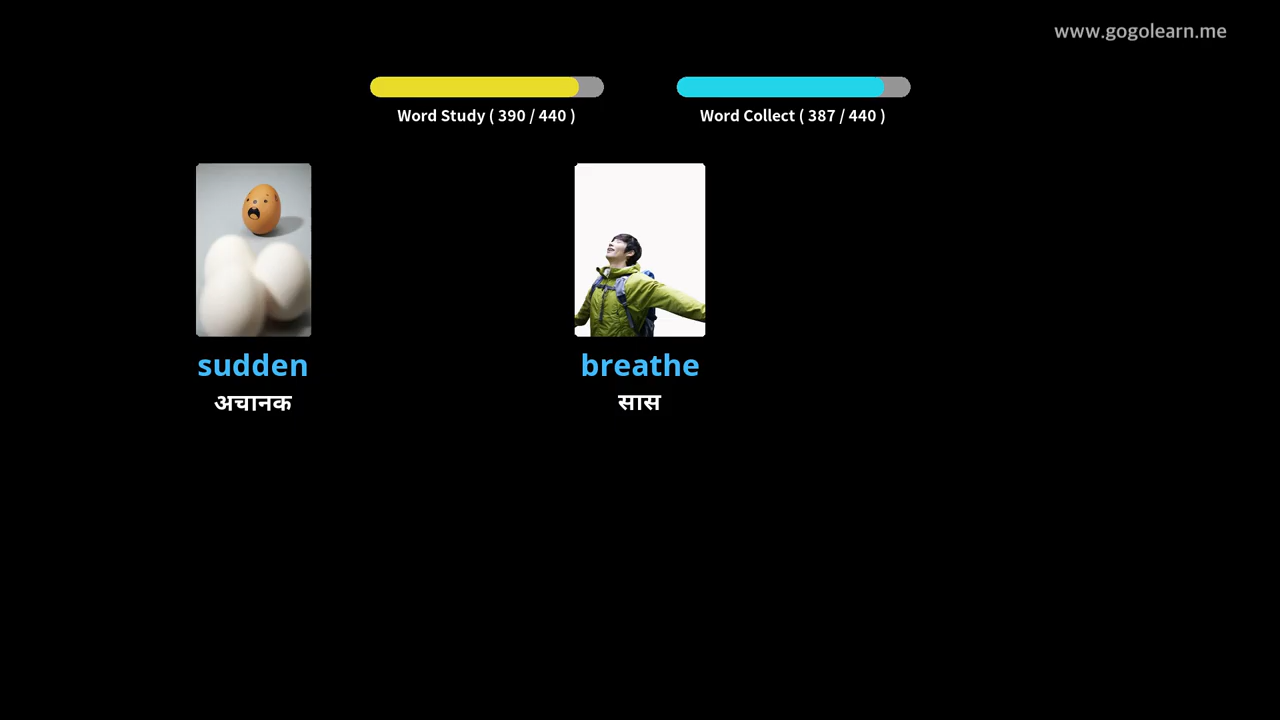 www.gogolearn.me
Word Study ( 390 / 440 )
Word Collect ( 387 / 440 )
sudden
breathe
अचानक
सास